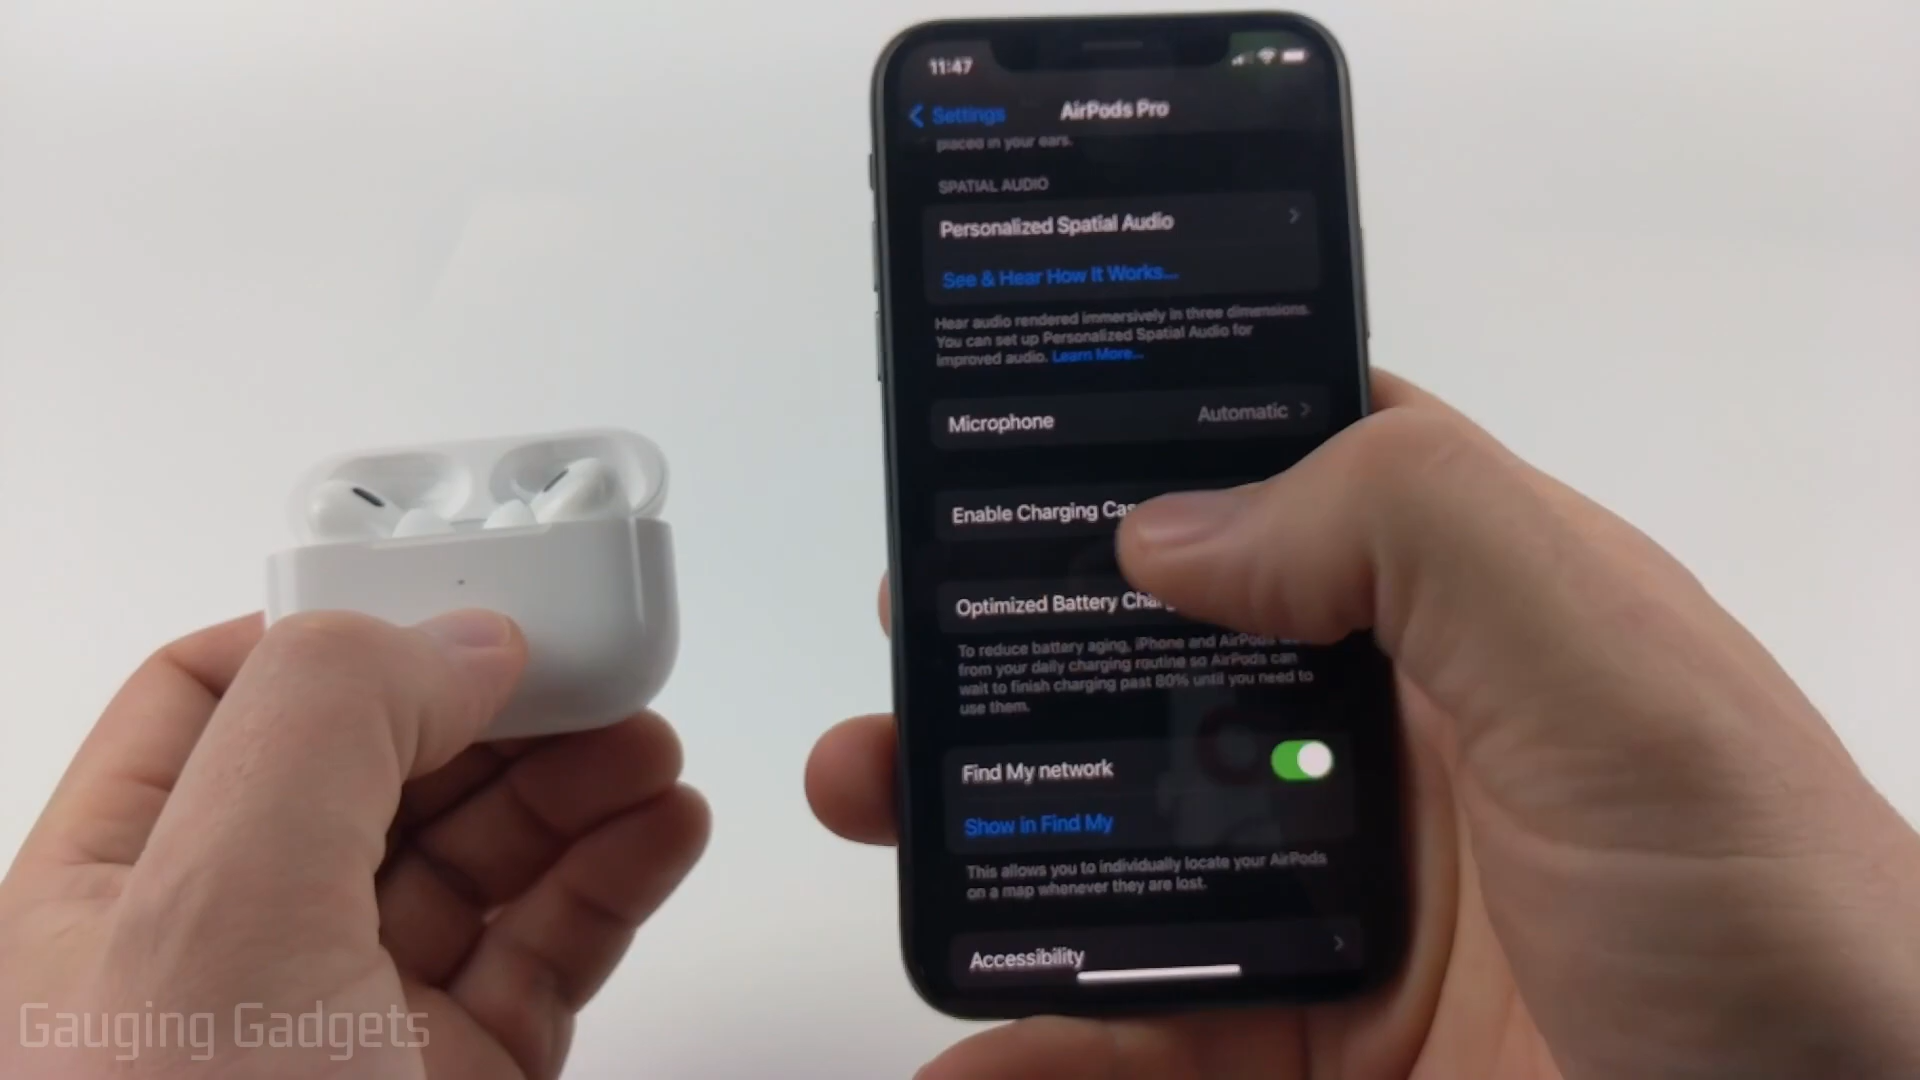 11:47
Settings
AirPods Pro
placed in your ears.
SPATIAL AUDIO
Personalized Spatial Audio
See & Hear How It Works...
Hear audio rendered immersively in three dimensions.
You can set up Personalized Spatial Audio for
improved audio. Learn More...
Microphone
Automatic
Enable Charging Cas
Optimized Battery Charg
To reduce battery aging, iPhone and AirPods
from your daily charging routine so AirPods can
wait to finish charging past 80% until you need to
use them.
Find My network
Show in Find My
This allows you to individually locate your AirPods
on a map whenever they are lost.
Accessibility
Gauging Gadgets